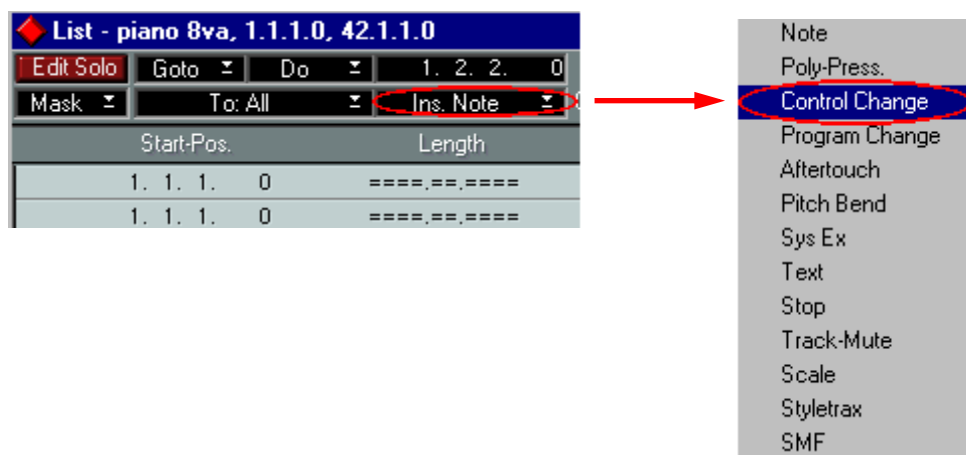 List - piano 8va, 1.1.1.0, 42.1.1.0
Edit Solo Goto Do 1. 2. 2. 0
Mask To: All Ins. Note
Start-Pos. Length
1. 1. 1. 0 ====.==.====
1. 1. 1. 0 ====.==.====
Note
Poly-Press.
Control Change
Program Change
Aftertouch
Pitch Bend
Sys Ex
Text
Stop
Track-Mute
Scale
Styletrax
SMF